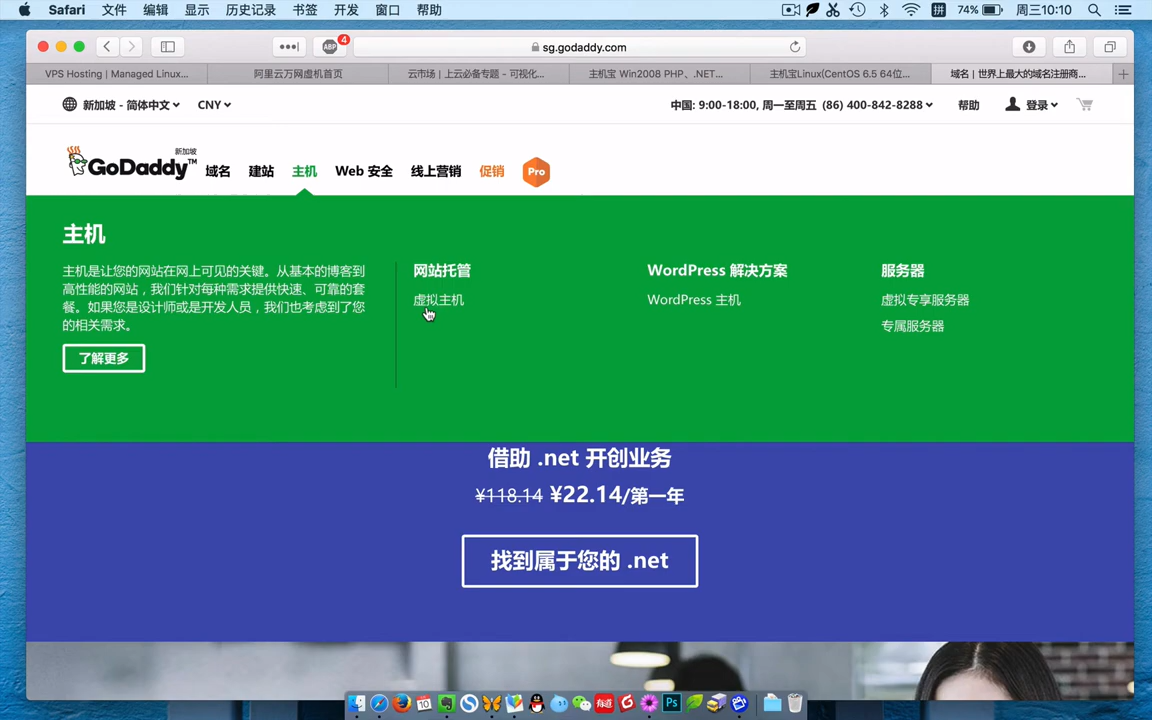 Safari 文件 编辑 显示 历史记录 书签 开发 窗口 帮助 拼 74% 周三10:10
ABP 4 sg.godaddy.com
VPS Hosting | Managed Linux... 阿里云万网虚机首页 云市场 | 上云必备专题 - 可视化... 主机宝 Win2008 PHP、.NET... 主机宝Linux(CentOS 6.5 64位... 域名 | 世界上最大的域名注册商...
新加坡 - 简体中文 CNY 中国: 9:00-18:00, 周一至周五 (86) 400-842-8288 帮助 登录
新加坡
GoDaddy™ 域名 建站 主机 Web 安全 线上营销 促销 Pro
主机
主机是让您的网站在网上可见的关键。从基本的博客到
高性能的网站，我们针对每种需求提供快速、可靠的套
餐。如果您是设计师或是开发人员，我们也考虑到了您
的相关需求。
了解更多
网站托管
虚拟主机
WordPress 解决方案
WordPress 主机
服务器
虚拟专享服务器
专属服务器
借助 .net 开创业务
¥118.14 ¥22.14/第一年
找到属于您的 .net
10 有道 Ps